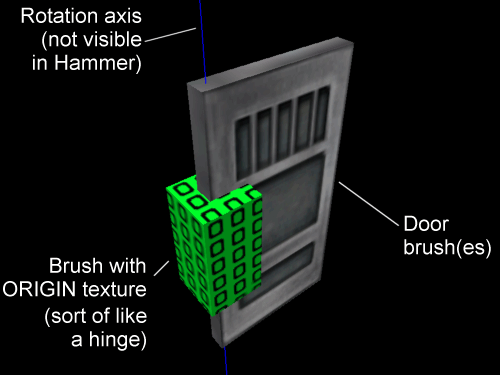 Rotation axis
(not visible
in Hammer)
Door
brush(es)
Brush with
ORIGIN texture
(sort of like
a hinge)